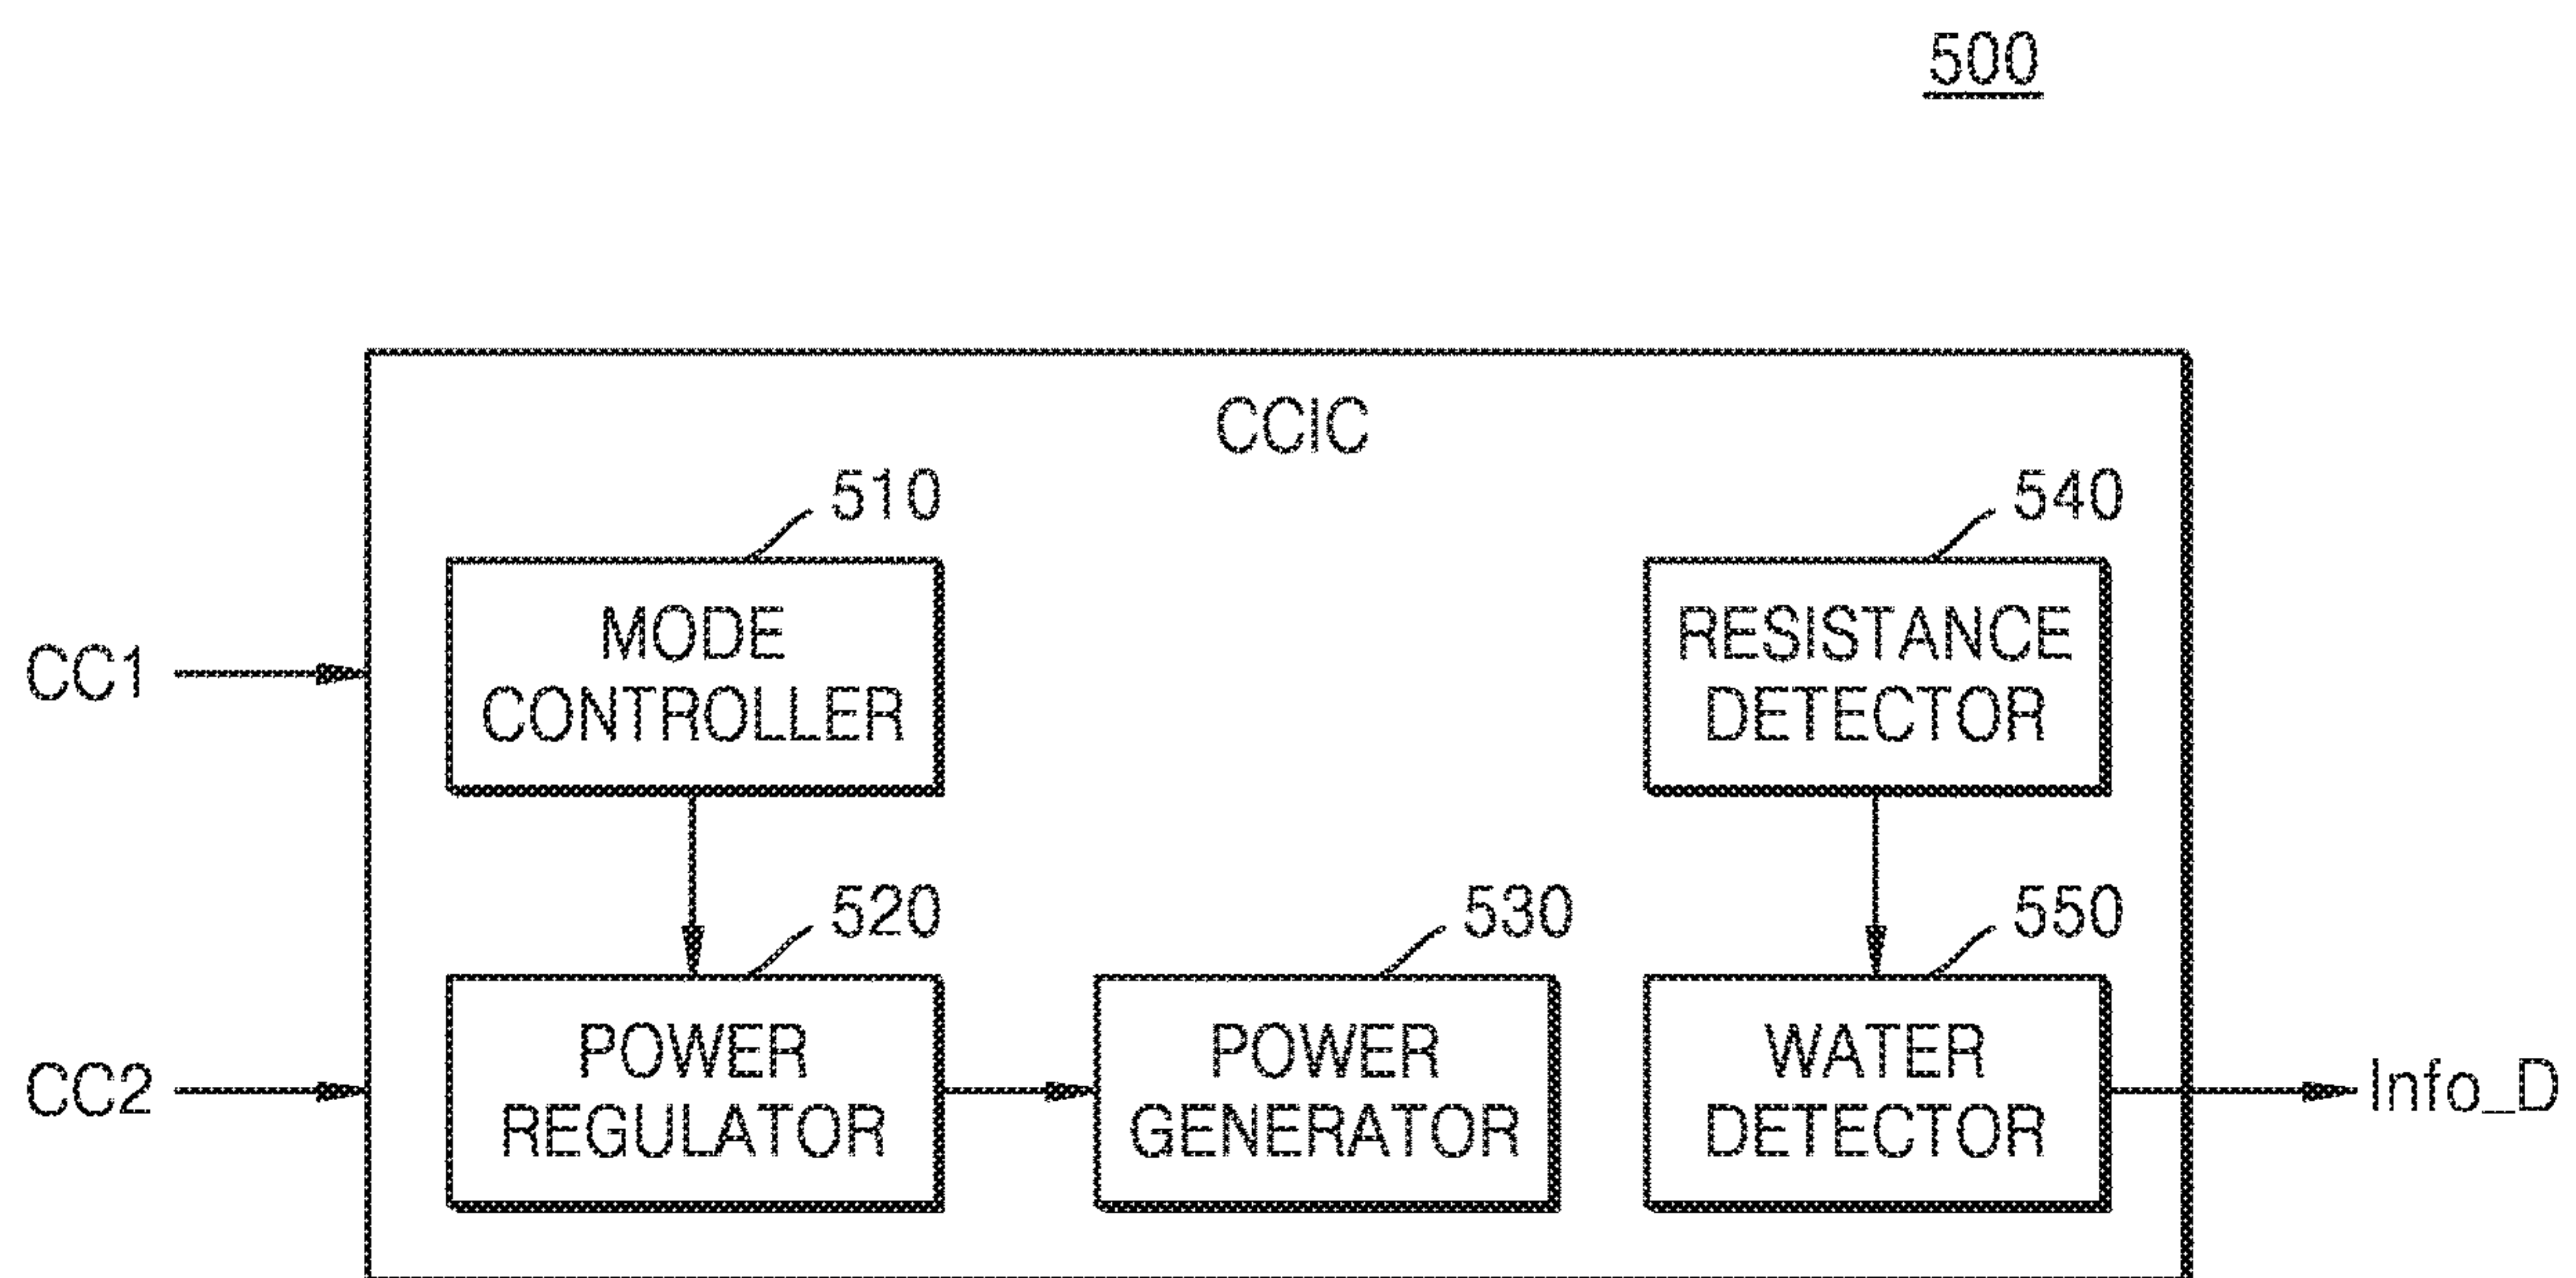 500
CCIC
510
540
MODE
CONTROLLER
RESISTANCE
DETECTOR
CC1
520
530
550
POWER
REGULATOR
POWER
GENERATOR
WATER
DETECTOR
CC2
Info_D